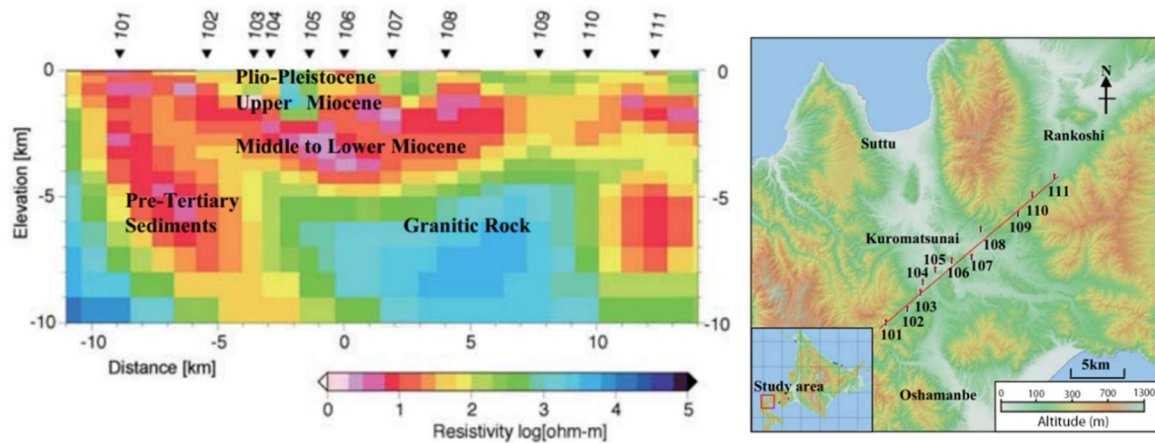 101 102 103 104 105 106 107 108 109 110 111
0 0
Plio-Pleistocene
Upper Miocene
Middle to Lower Miocene
-5 -5
Pre-Tertiary
Sediments
Granitic Rock
-10 -10
Elevation [km]
-10 -5 0 5 10
Distance [km]
0 1 2 3 4 5
Resistivity log[ohm-m]
N
Suttu
Rankoshi
111
110
109
Kuromatsunai
108
105
107
106
104
103
102
101
5km
Study area
Oshamanbe
0 100 300 700 1300
Altitude (m)